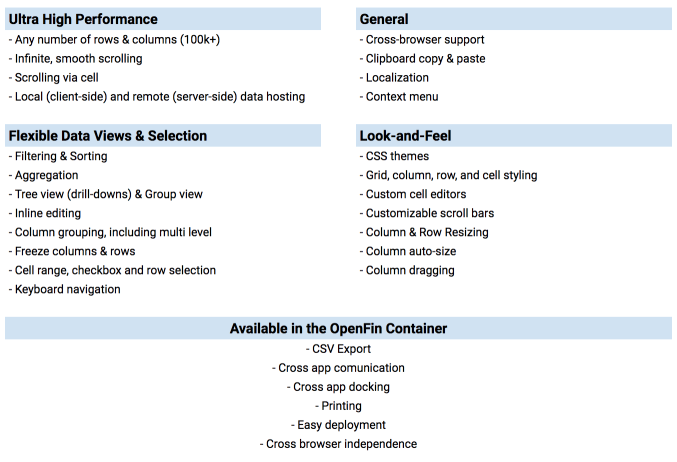 Ultra High Performance
- Any number of rows & columns (100k+)
- Infinite, smooth scrolling
- Scrolling via cell
- Local (client-side) and remote (server-side) data hosting
General
- Cross-browser support
- Clipboard copy & paste
- Localization
- Context menu
Flexible Data Views & Selection
- Filtering & Sorting
- Aggregation
- Tree view (drill-downs) & Group view
- Inline editing
- Column grouping, including multi level
- Freeze columns & rows
- Cell range, checkbox and row selection
- Keyboard navigation
Look-and-Feel
- CSS themes
- Grid, column, row, and cell styling
- Custom cell editors
- Customizable scroll bars
- Column & Row Resizing
- Column auto-size
- Column dragging
Available in the OpenFin Container
- CSV Export
- Cross app comunication
- Cross app docking
- Printing
- Easy deployment
- Cross browser independence